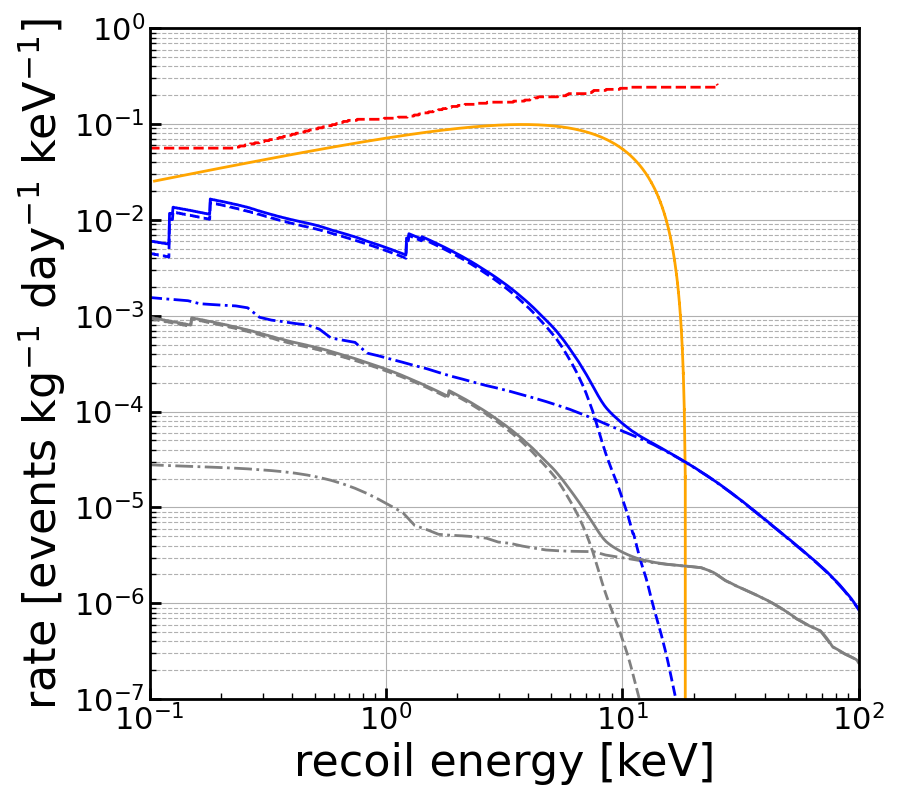 10⁰
10⁻¹
10⁻²
10⁻³
10⁻⁴
10⁻⁵
10⁻⁶
10⁻⁷
rate [events kg⁻¹ day⁻¹ keV⁻¹]
10⁻¹ 10⁰ 10¹ 10²
recoil energy [keV]